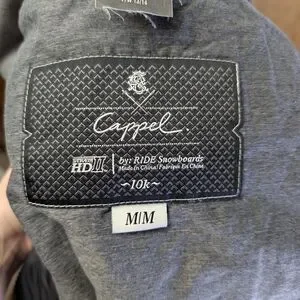 Cappel.
HD
by: RIDE Snowboards
Made in China/ Fabriqué En Chine
~10k~
M/M